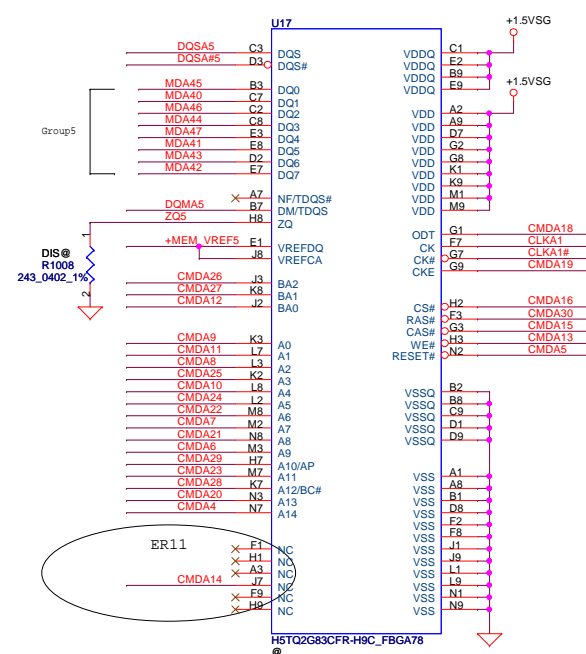 U17
+1.5VSG
DQSA5 C3 DQS VDDQ C1
DQSA#5 D3 DQS# VDDQ E2
VDDQ B9
MDA45 B3 DQ0 VDDQ E9
+1.5VSG
MDA40 C7 DQ1
MDA46 C2 DQ2 VDD A2
MDA44 C8 DQ3 VDD A9
Group5
MDA47 E3 DQ4 VDD D7
MDA41 E8 DQ5 VDD G2
MDA43 D2 DQ6 VDD G8
MDA42 E7 DQ7 VDD K1
VDD K9
A7 NF/TDQS# VDD M1
DQMA5 B7 DM/TDQS VDD M9
ZQ5 H8 ZQ
ODT G1 CMDA18
+MEM_VREF5 E1 VREFDQ CK F7 CLKA1
J8 VREFCA CK# G7 CLKA1#
CKE G9 CMDA19
1
DIS@
R1008
243_0402_1%
2
CMDA26 J3 BA2
CMDA27 K8 BA1 CS# H2 CMDA16
CMDA12 J2 BA0 RAS# F3 CMDA30
CAS# G3 CMDA15
WE# H3 CMDA13
CMDA9 K3 A0 RESET# N2 CMDA5
CMDA11 L7 A1
CMDA8 L3 A2
CMDA25 K2 A3
CMDA10 L8 A4 VSSQ B2
CMDA24 L2 A5 VSSQ B8
CMDA22 M8 A6 VSSQ C9
CMDA7 M2 A7 VSSQ D1
CMDA21 N8 A8 VSSQ D9
CMDA6 M3 A9
CMDA29 H7 A10/AP
CMDA23 M7 A11 VSS A1
CMDA28 K7 A12/BC# VSS A8
CMDA20 N3 A13 VSS B1
CMDA4 N7 A14 VSS D8
VSS F2
VSS F8
ER11
F1 NC VSS J1
H1 NC VSS J9
A3 NC VSS L1
CMDA14 J7 NC VSS L9
F9 NC VSS N1
H9 NC VSS N9
H5TQ2G83CFR-H9C_FBGA78
@